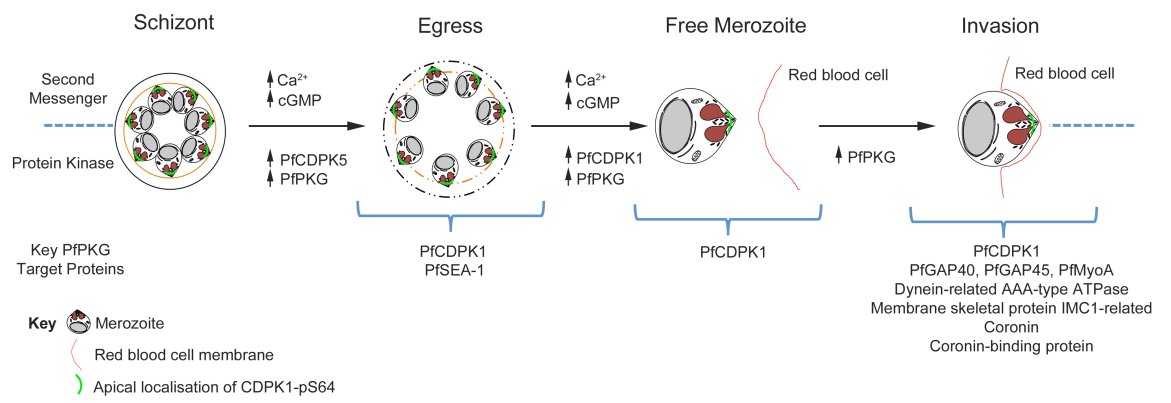 Schizont
Egress
Free Merozoite
Invasion
Second
Messenger
Protein Kinase
Ca²⁺
cGMP
PfCDPK5
PfPKG
Ca²⁺
cGMP
PfCDPK1
PfPKG
Red blood cell
PfPKG
Red blood cell
Key PfPKG
Target Proteins
PfCDPK1
PfSEA-1
PfCDPK1
PfCDPK1
PfGAP40, PfGAP45, PfMyoA
Dynein-related AAA-type ATPase
Membrane skeletal protein IMC1-related
Coronin
Coronin-binding protein
Key
Merozoite
Red blood cell membrane
Apical localisation of CDPK1-pS64